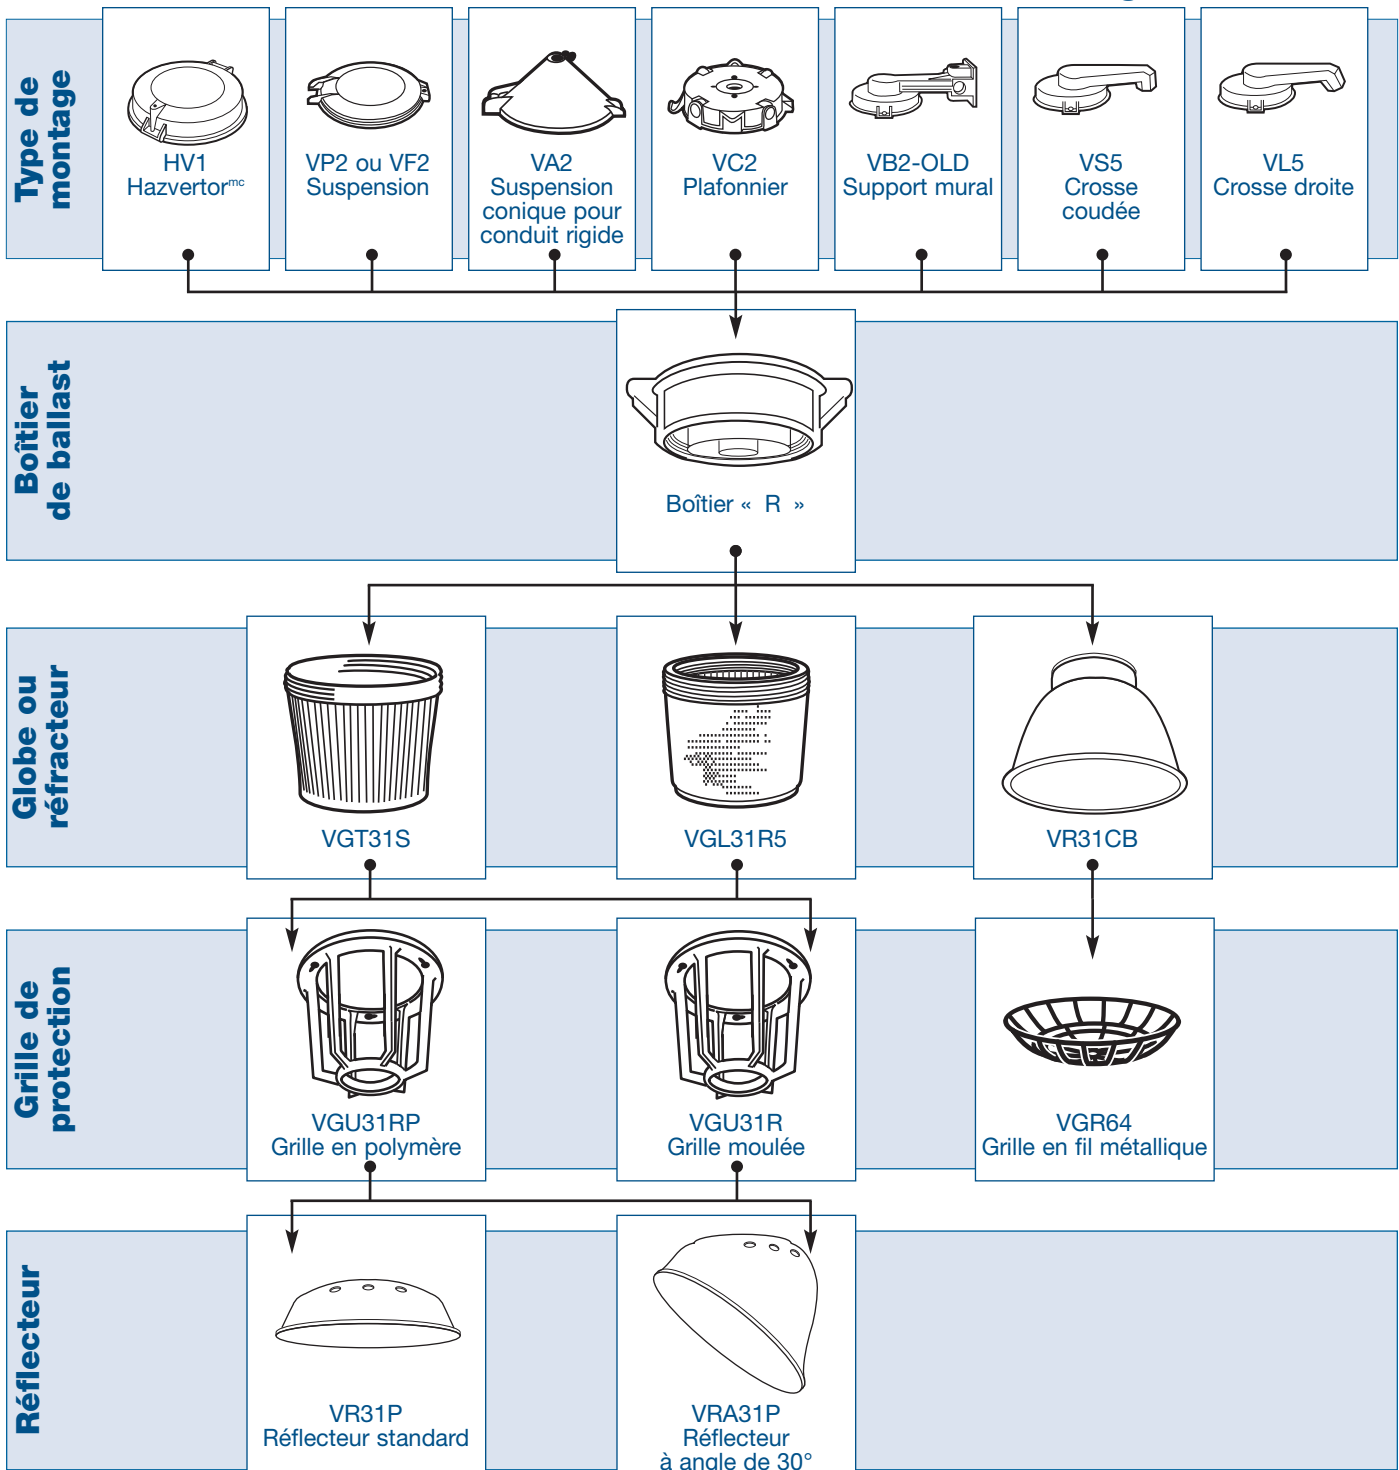 Type de
montage
HV1
Hazvertormc
VP2 ou VF2
Suspension
VA2
Suspension
conique pour
conduit rigide
VC2
Plafonnier
VB2-OLD
Support mural
VS5
Crosse
coudée
VL5
Crosse droite
Boîtier
de ballast
Boîtier « R »
Globe ou
réfracteur
VGT31S
VGL31R5
VR31CB
Grille de
protection
VGU31RP
Grille en polymère
VGU31R
Grille moulée
VGR64
Grille en fil métallique
Réflecteur
VR31P
Réflecteur standard
VRA31P
Réflecteur
à angle de 30°